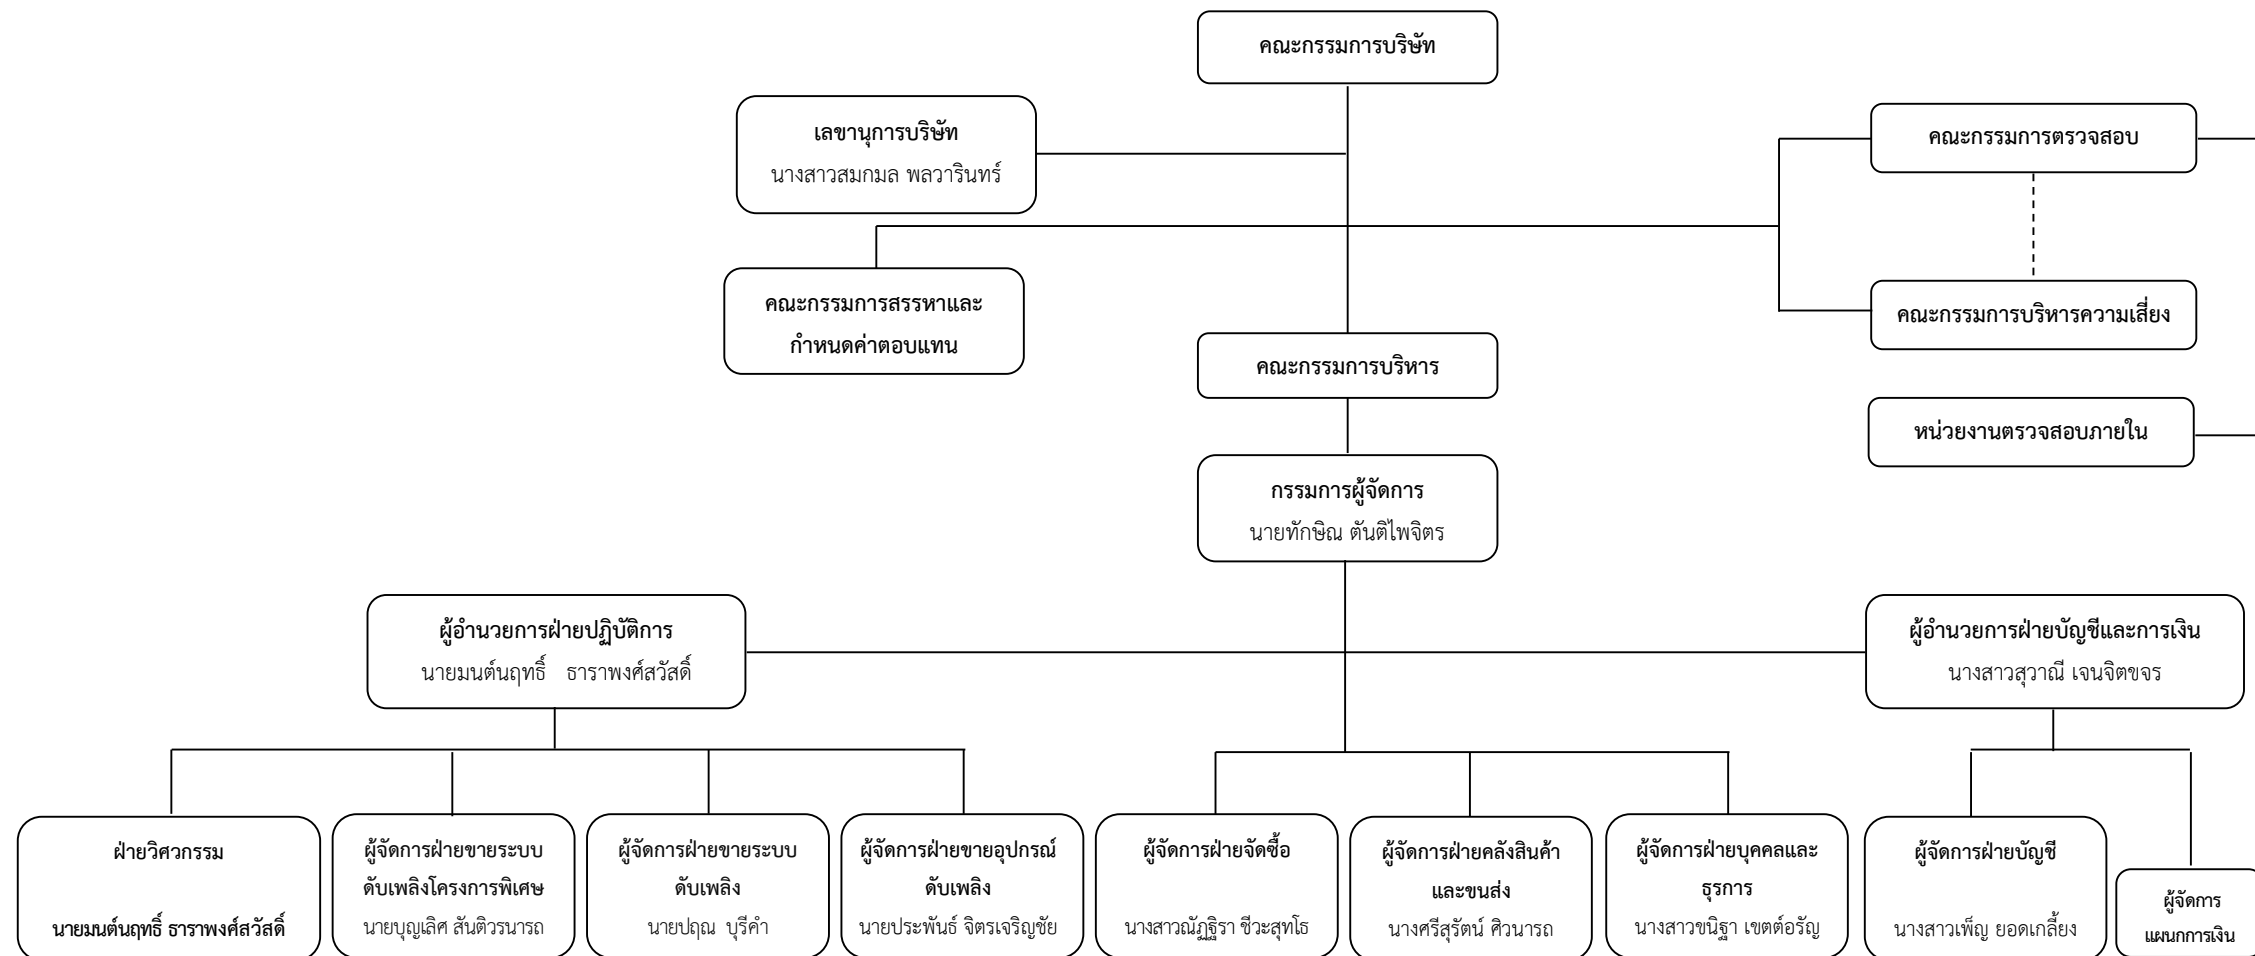 คณะกรรมการบริษัท
เลขานุการบริษัท
นางสาวสมกมล พลวารินทร์
คณะกรรมการตรวจสอบ
คณะกรรมการสรรหาและ
กำหนดค่าตอบแทน
คณะกรรมการบริหารความเสี่ยง
คณะกรรมการบริหาร
หน่วยงานตรวจสอบภายใน
กรรมการผู้จัดการ
นายทักษิณ ตันติไพจิตร
ผู้อำนวยการฝ่ายปฏิบัติการ
นายมนต์นฤทธิ์ ธาราพงศ์สวัสดิ์
ผู้อำนวยการฝ่ายบัญชีและการเงิน
นางสาวสุวาณี เจนจิตขจร
ฝ่ายวิศวกรรม
นายมนต์นฤทธิ์ ธาราพงศ์สวัสดิ์
ผู้จัดการฝ่ายขายระบบ
ดับเพลิงโครงการพิเศษ
นายบุญเลิศ สันติวรนารถ
ผู้จัดการฝ่ายขายระบบ
ดับเพลิง
นายปฤณ บุรีคำ
ผู้จัดการฝ่ายขายอุปกรณ์
ดับเพลิง
นายประพันธ์ จิตรเจริญชัย
ผู้จัดการฝ่ายจัดซื้อ
นางสาวณัฏฐิรา ชีวะสุทโธ
ผู้จัดการฝ่ายคลังสินค้า
และขนส่ง
นางศรีสุรัตน์ ศิวนารถ
ผู้จัดการฝ่ายบุคคลและ
ธุรการ
นางสาวขนิฐา เขตต์อรัญ
ผู้จัดการฝ่ายบัญชี
นางสาวเพ็ญ ยอดเกลี้ยง
ผู้จัดการ
แผนกการเงิน